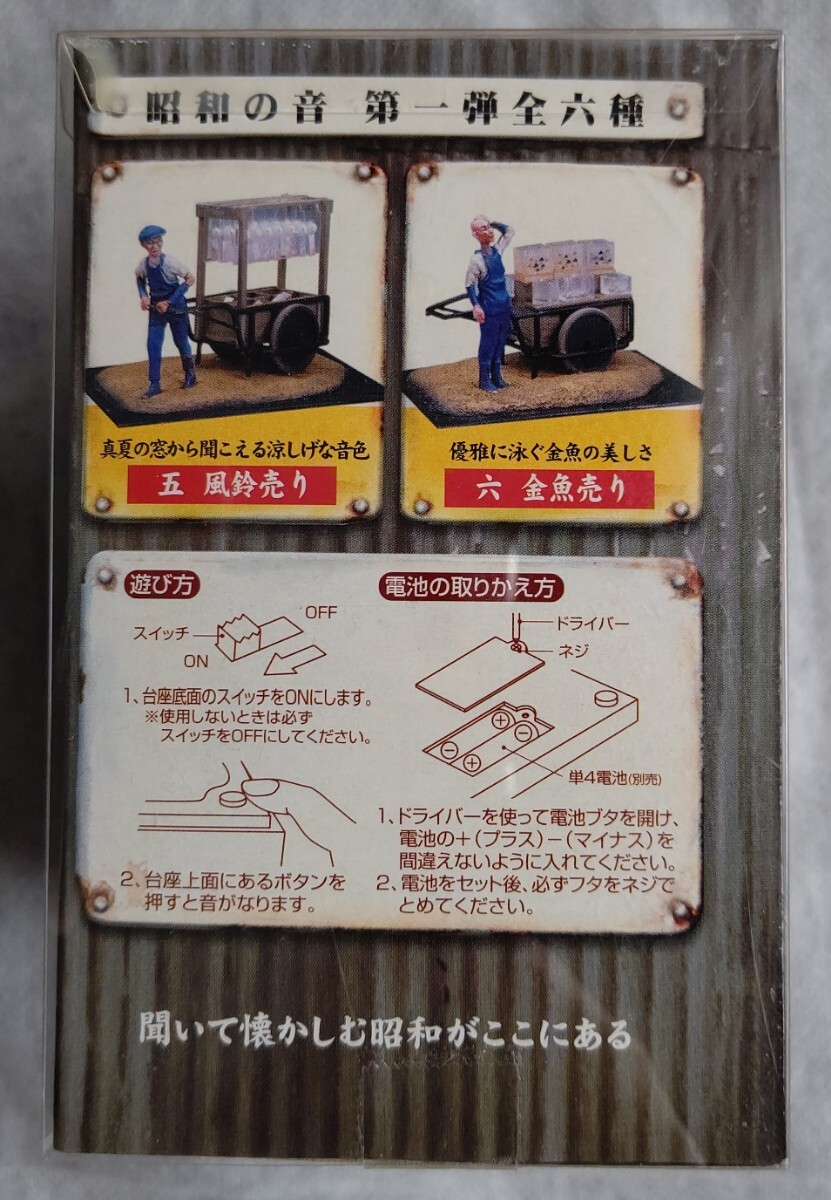 昭和の音 第一弾全六種
真夏の窓から聞こえる涼しげな音色
五 風鈴売り
優雅に泳ぐ金魚の美しさ
六 金魚売り
遊び方
スイッチ
OFF
ON
1、台座底面のスイッチをONにします。
※使用しないときは必ず
スイッチをOFFにしてください。
2、台座上面にあるボタンを
押すと音がなります。
電池の取りかえ方
ドライバー
ネジ
+
−
−
+
単4電池(別売)
1、ドライバーを使って電池ブタを開け、
電池の+(プラス)−(マイナス)を
間違えないように入れてください。
2、電池をセット後、必ずフタをネジで
とめてください。
聞いて懐かしむ昭和がここにある